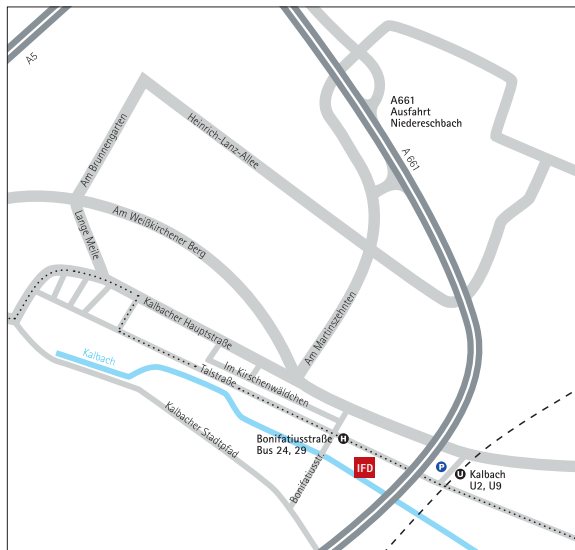 A5
A661
Ausfahrt
Niedereschbach
A 661
Am Brunnengarten
Heinrich-Lanz-Allee
Lange Meile
Am Weißkirchener Berg
Kalbacher Hauptstraße
Am Martinszehnten
Kalbach
Talstraße
Im Kirschenwäldchen
Kalbacher Stadtpfad
Bonifatiusstraße H
Bus 24, 29
Bonifatiusstr.
IFD
P
U Kalbach
U2, U9